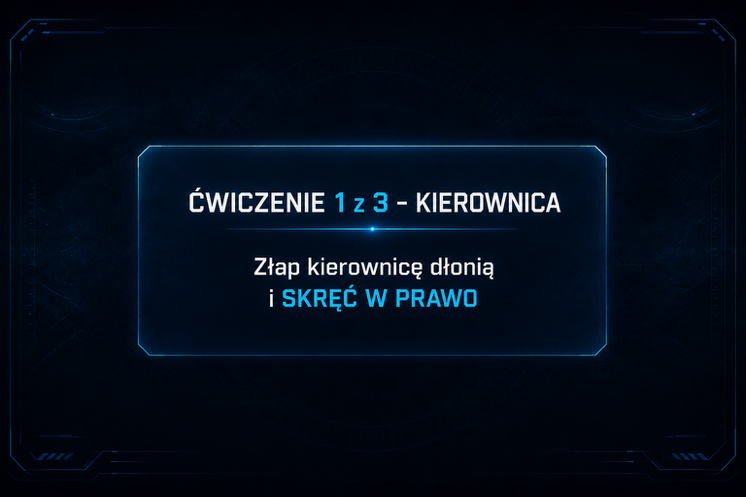 ĆWICZENIE 1 z 3 – KIEROWNICA
Złap kierownicę dłonią
i SKRĘĆ W PRAWO